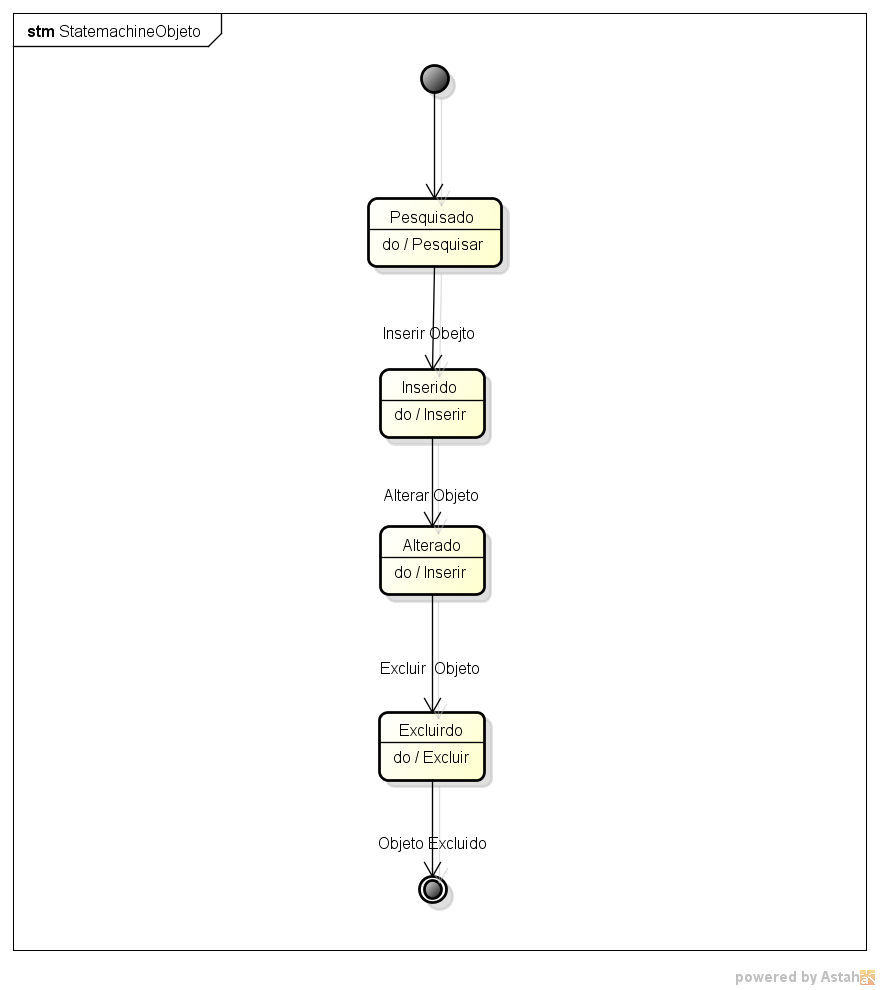 stm StatemachineObjeto
Pesquisado
do / Pesquisar
Inserir Obejto
Inserido
do / Inserir
Alterar Objeto
Alterado
do / Inserir
Excluir  Objeto
Excluirdo
do / Excluir
Objeto Excluido
powered by Astah